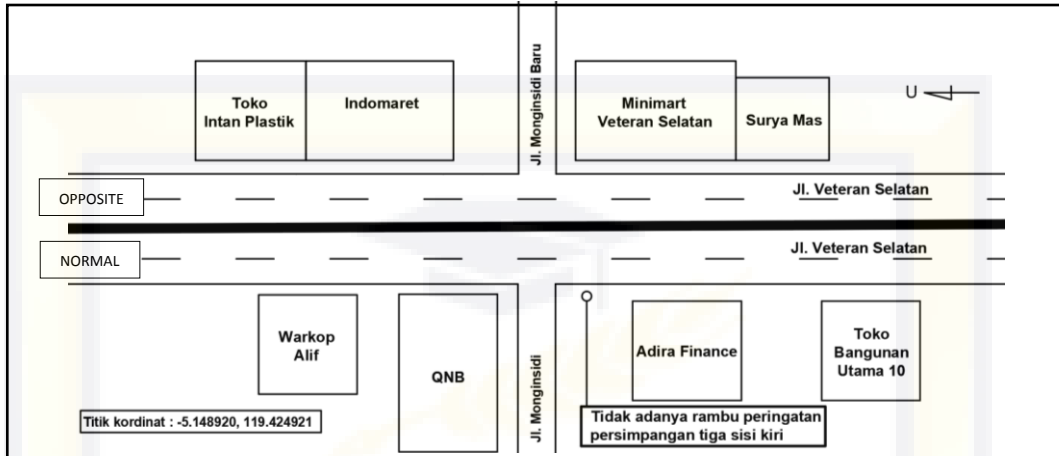 Jl. Monginsidi Baru
Toko
Intan Plastik
Indomaret
Minimart
Veteran Selatan
Surya Mas
U
OPPOSITE
Jl. Veteran Selatan
NORMAL
Jl. Veteran Selatan
Warkop
Alif
QNB
Jl. Monginsidi
Adira Finance
Toko
Bangunan
Utama 10
Titik kordinat : -5.148920, 119.424921
Tidak adanya rambu peringatan
persimpangan tiga sisi kiri